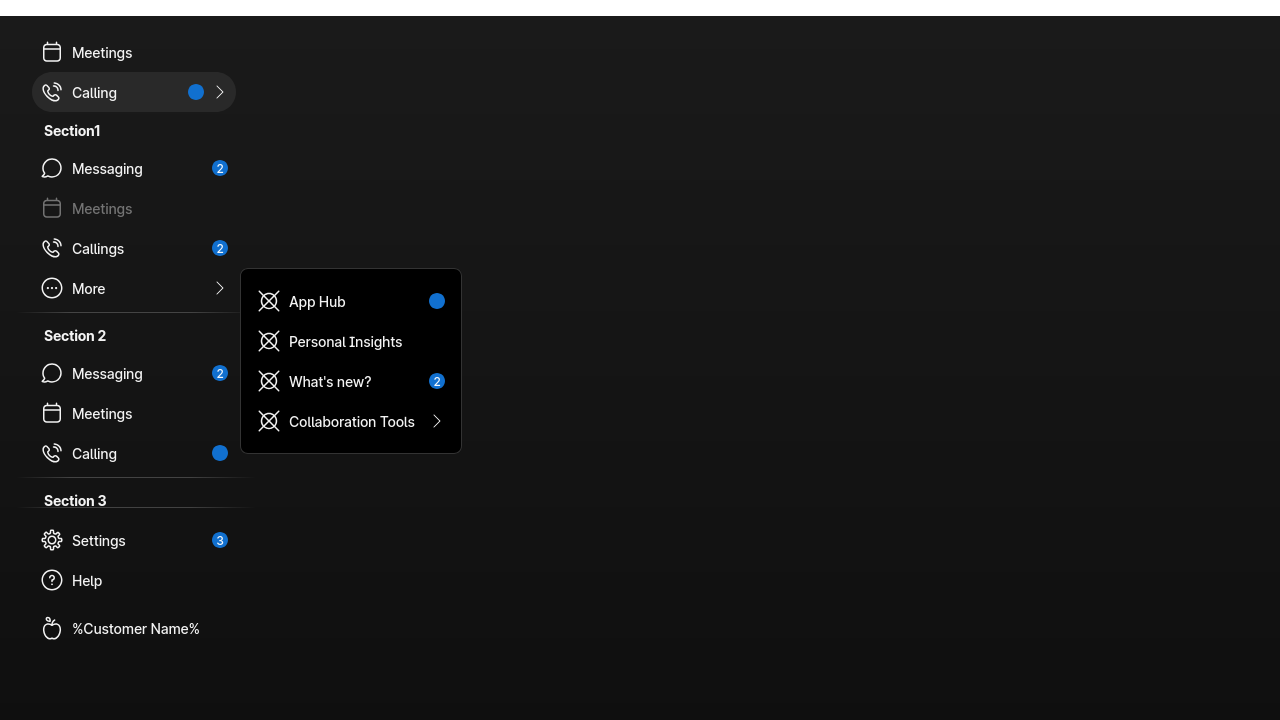 Meetings
Calling
Section1
Messaging 2
Meetings
Callings 2
More
App Hub
Personal Insights
What's new? 2
Collaboration Tools
Section 2
Messaging 2
Meetings
Calling
Section 3
Settings 3
Help
%Customer Name%